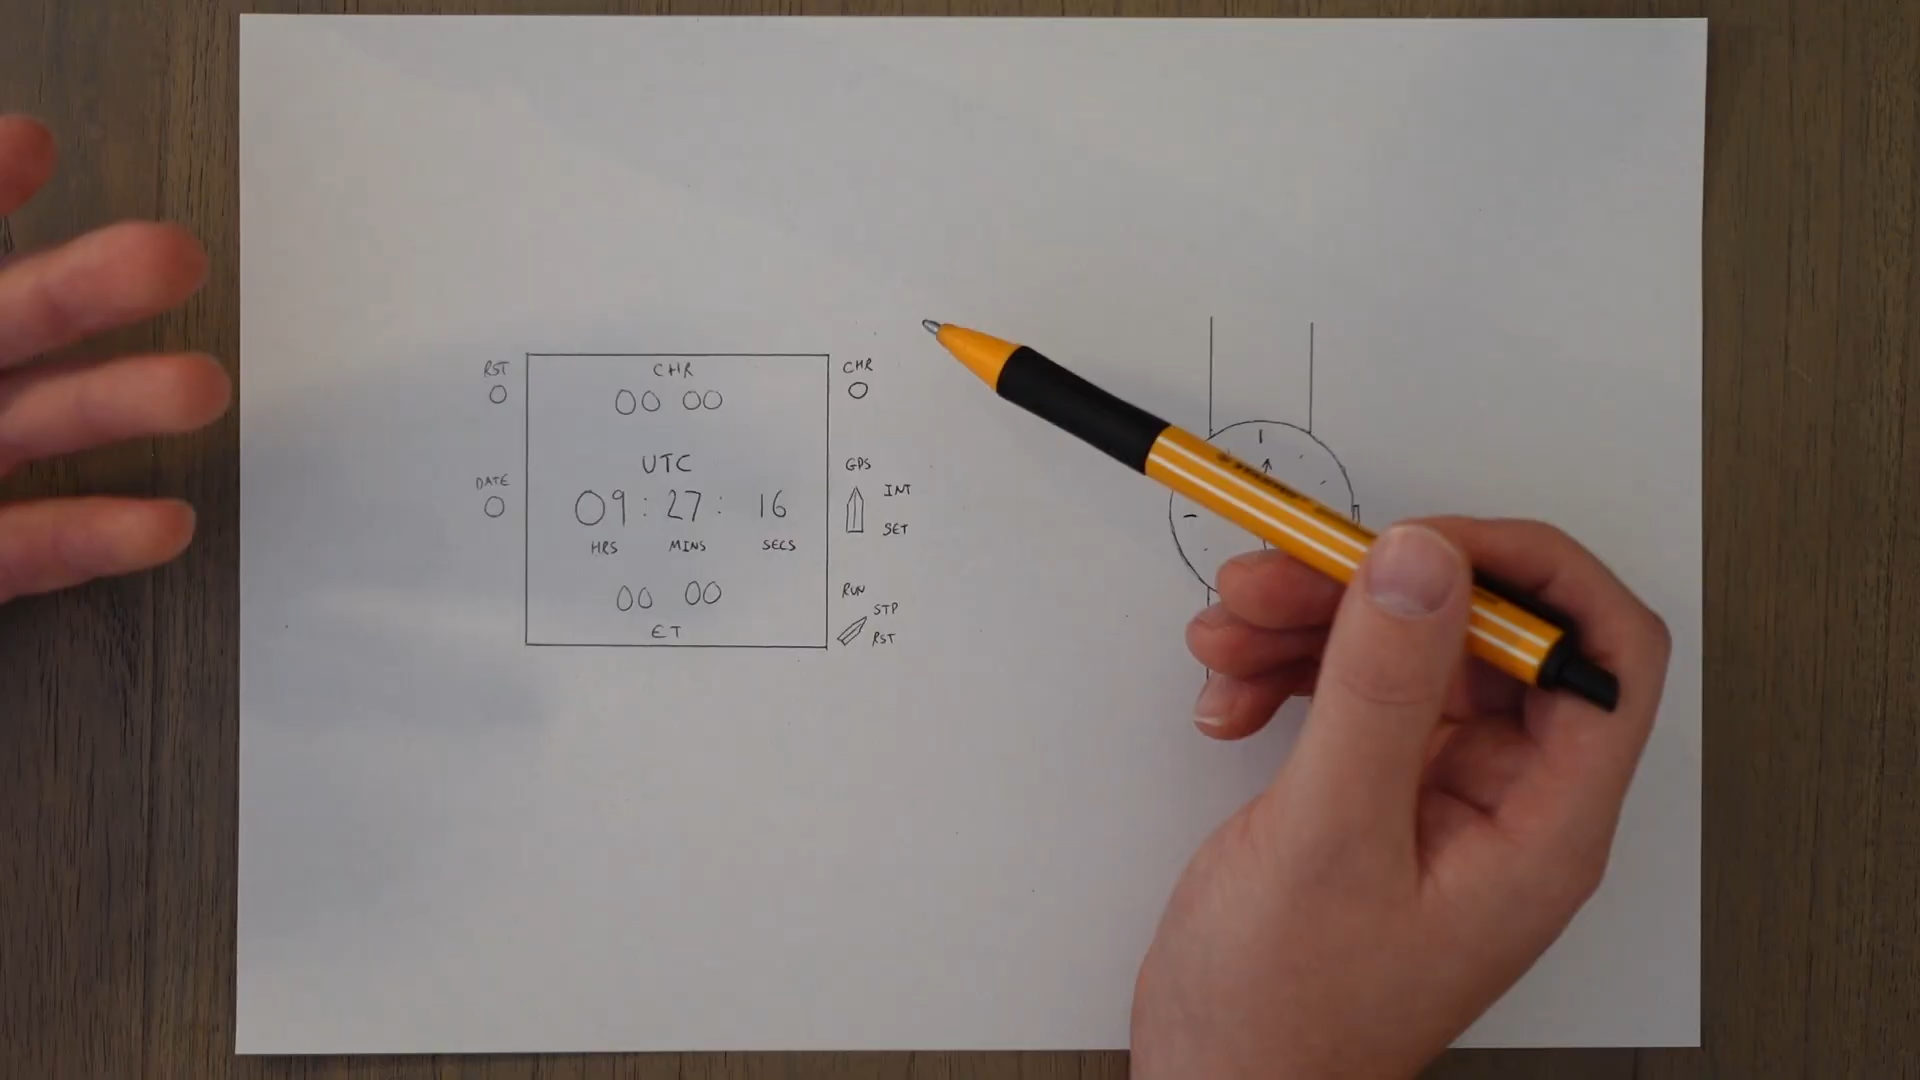 RST
CHR
CHR
00 00
UTC
GPS
DATE
INT
09 : 27 : 16
SET
HRS MINS SECS
RUN
00 00
STP
ET
RST
STABILO